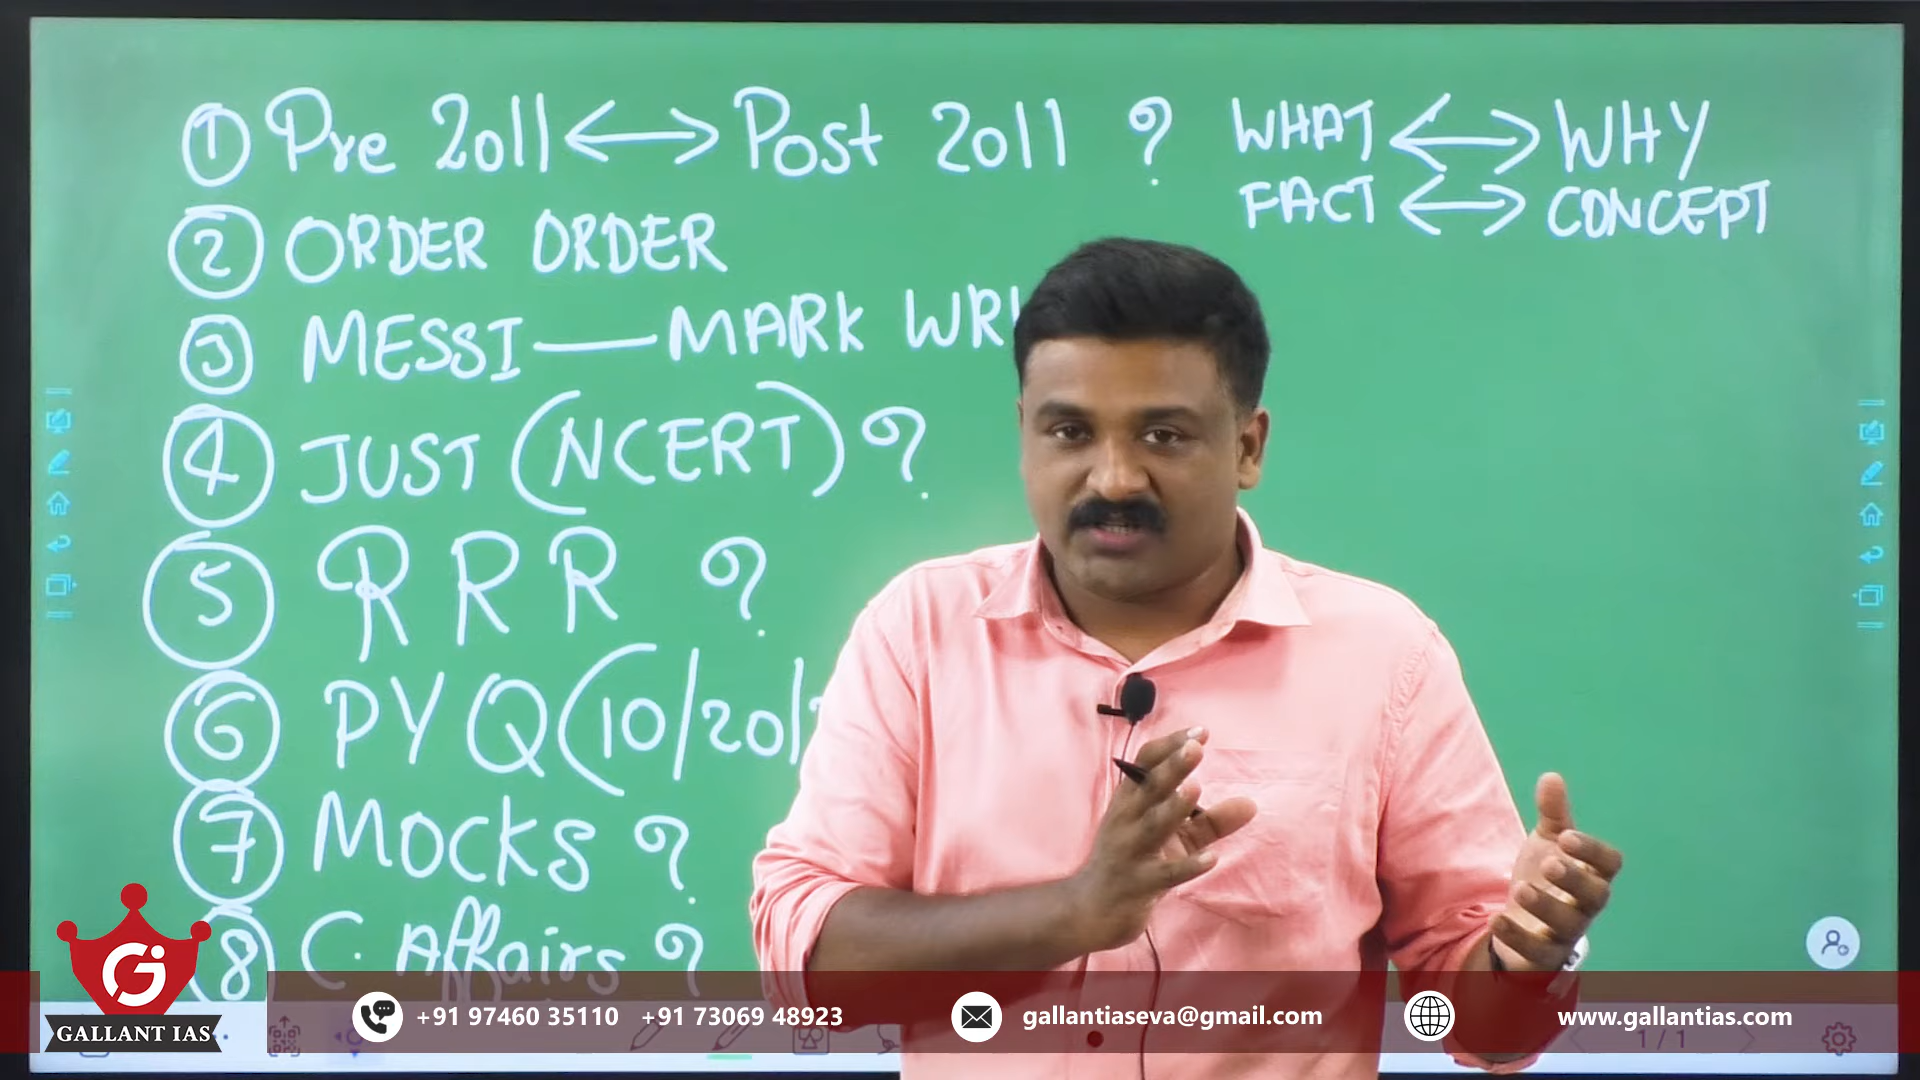 ① Pre 2011 ↔ Post 2011 ? WHAT ↔ WHY
FACT ↔ CONCEPT
② ORDER ORDER
③ MESSI — MARK
④ JUST (NCERT) ?
⑤ R R R ?
⑥ PYQ (10/20/
⑦ MOCKS ?
⑧ C. Affairs ?
GALLANT IAS
+91 97460 35110 +91 73069 48923
gallantiaseva@gmail.com
www.gallantias.com
1/1